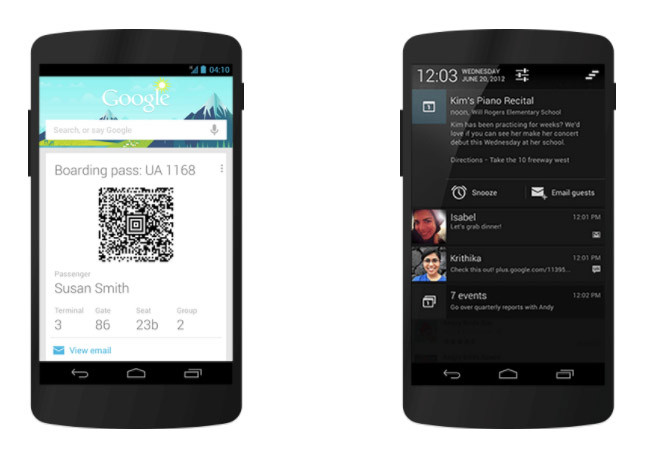 04:10
Google
Search, or say Google
Boarding pass: UA 1168
Passenger
Susan Smith
Terminal Gate Seat Group
3 86 23b 2
View email
12:03 WEDNESDAY
JUNE 20, 2012
Kim's Piano Recital
noon, Will Rogers Elementary School
Kim has been practicing for weeks? We'd
love if you can see her make her concert
debut this Wednesday at her school.
Directions - Take the 10 freeway west
Snooze Email guests
Isabel 12:01 PM
Let's grab dinner!
Krithika 12:01 PM
Check this out! plus.google.com/11395...
7 events 12:02 PM
Go over quarterly reports with Andy